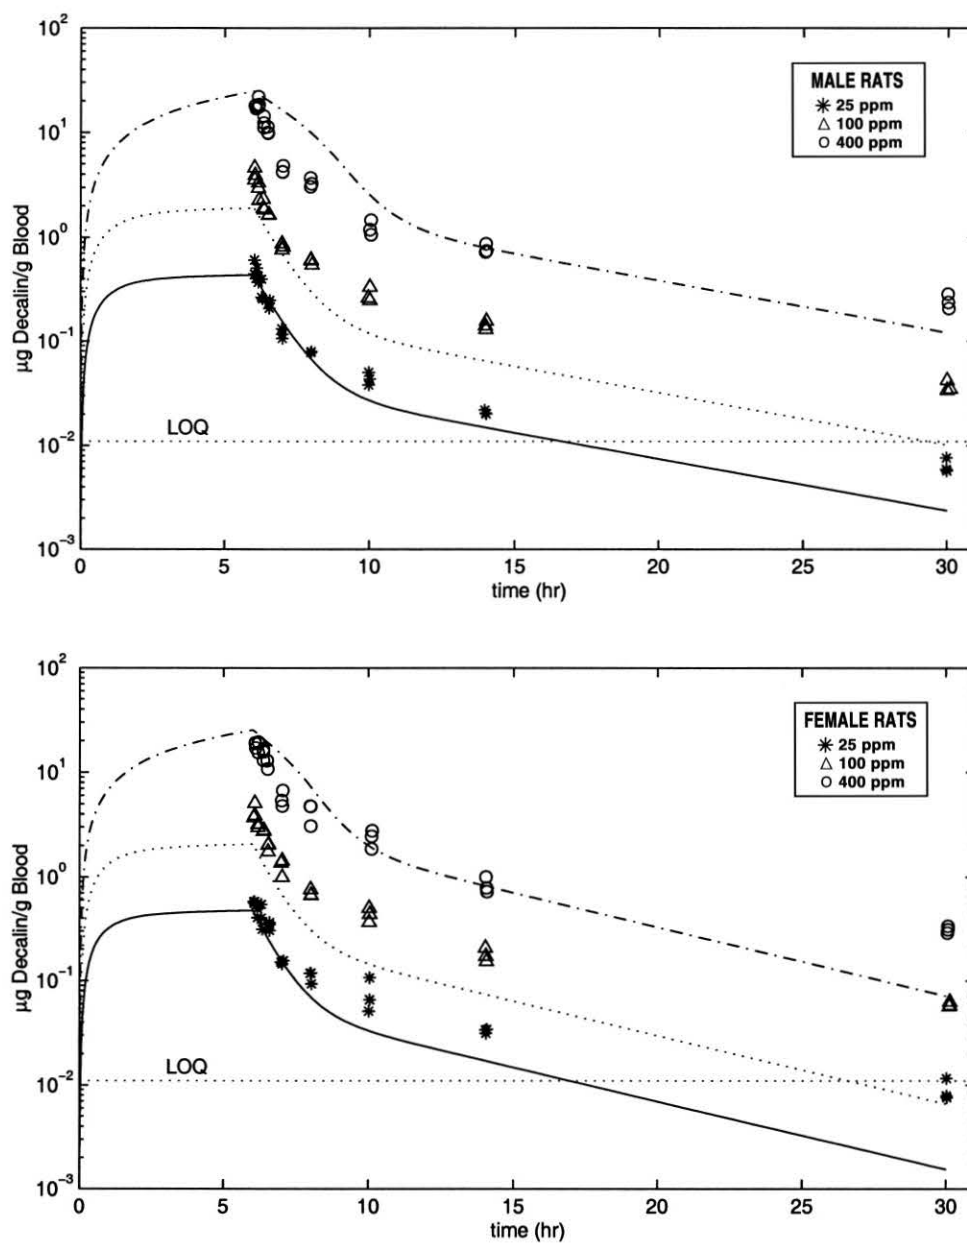 10^2
10^1
10^0
10^-1
10^-2
10^-3
µg Decalin/g Blood
LOQ
MALE RATS
25 ppm
100 ppm
400 ppm
0 5 10 15 20 25 30
time (hr)
10^2
10^1
10^0
10^-1
10^-2
10^-3
µg Decalin/g Blood
LOQ
FEMALE RATS
25 ppm
100 ppm
400 ppm
0 5 10 15 20 25 30
time (hr)